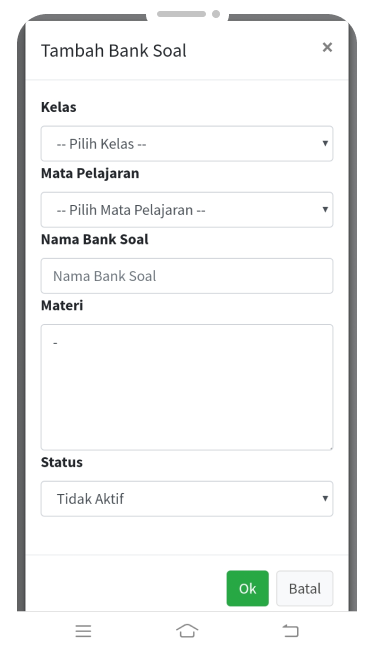 Tambah Bank Soal ×
Kelas
-- Pilih Kelas --
Mata Pelajaran
-- Pilih Mata Pelajaran --
Nama Bank Soal
Nama Bank Soal
Materi
-
Status
Tidak Aktif
Ok Batal